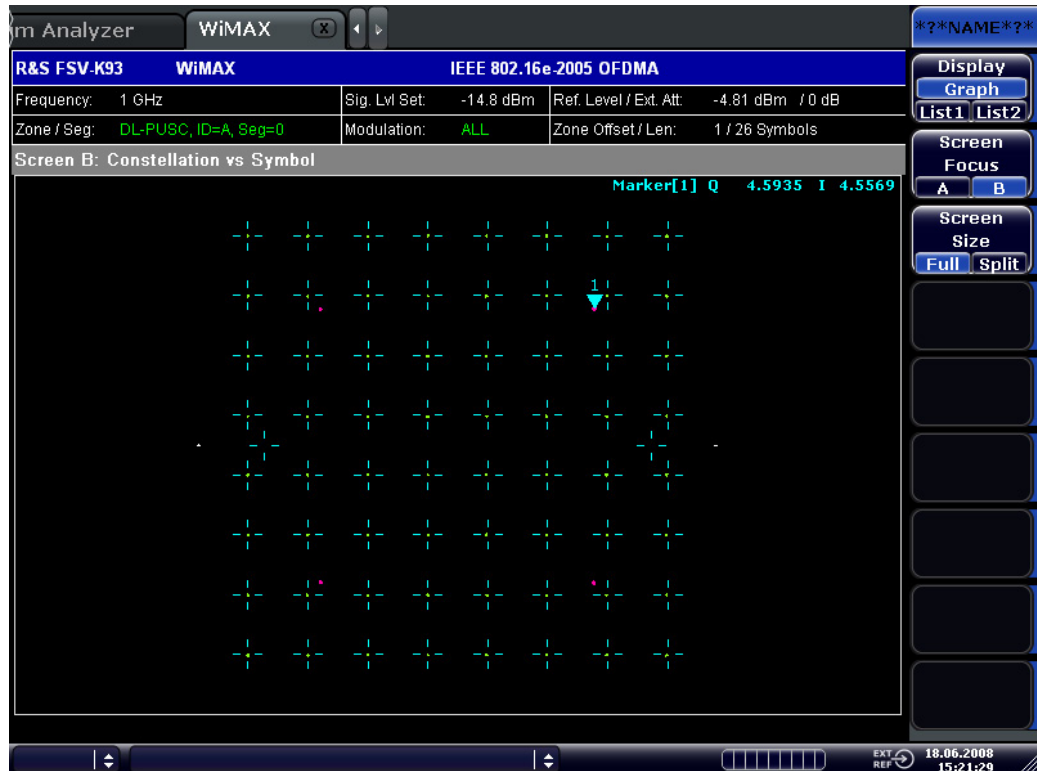 m Analyzer WiMAX X
*?*NAME*?*
R&S FSV-K93 WiMAX IEEE 802.16e-2005 OFDMA
Frequency: 1 GHz Sig. Lvl Set: -14.8 dBm Ref. Level / Ext. Att: -4.81 dBm / 0 dB
Zone / Seg: DL-PUSC, ID=A, Seg=0 Modulation: ALL Zone Offset / Len: 1 / 26 Symbols
Screen B: Constellation vs Symbol
Marker[1] Q 4.5935 I 4.5569
1
Display
Graph
List1 List2
Screen
Focus
A B
Screen
Size
Full Split
EXT
REF
18.06.2008
15:21:29